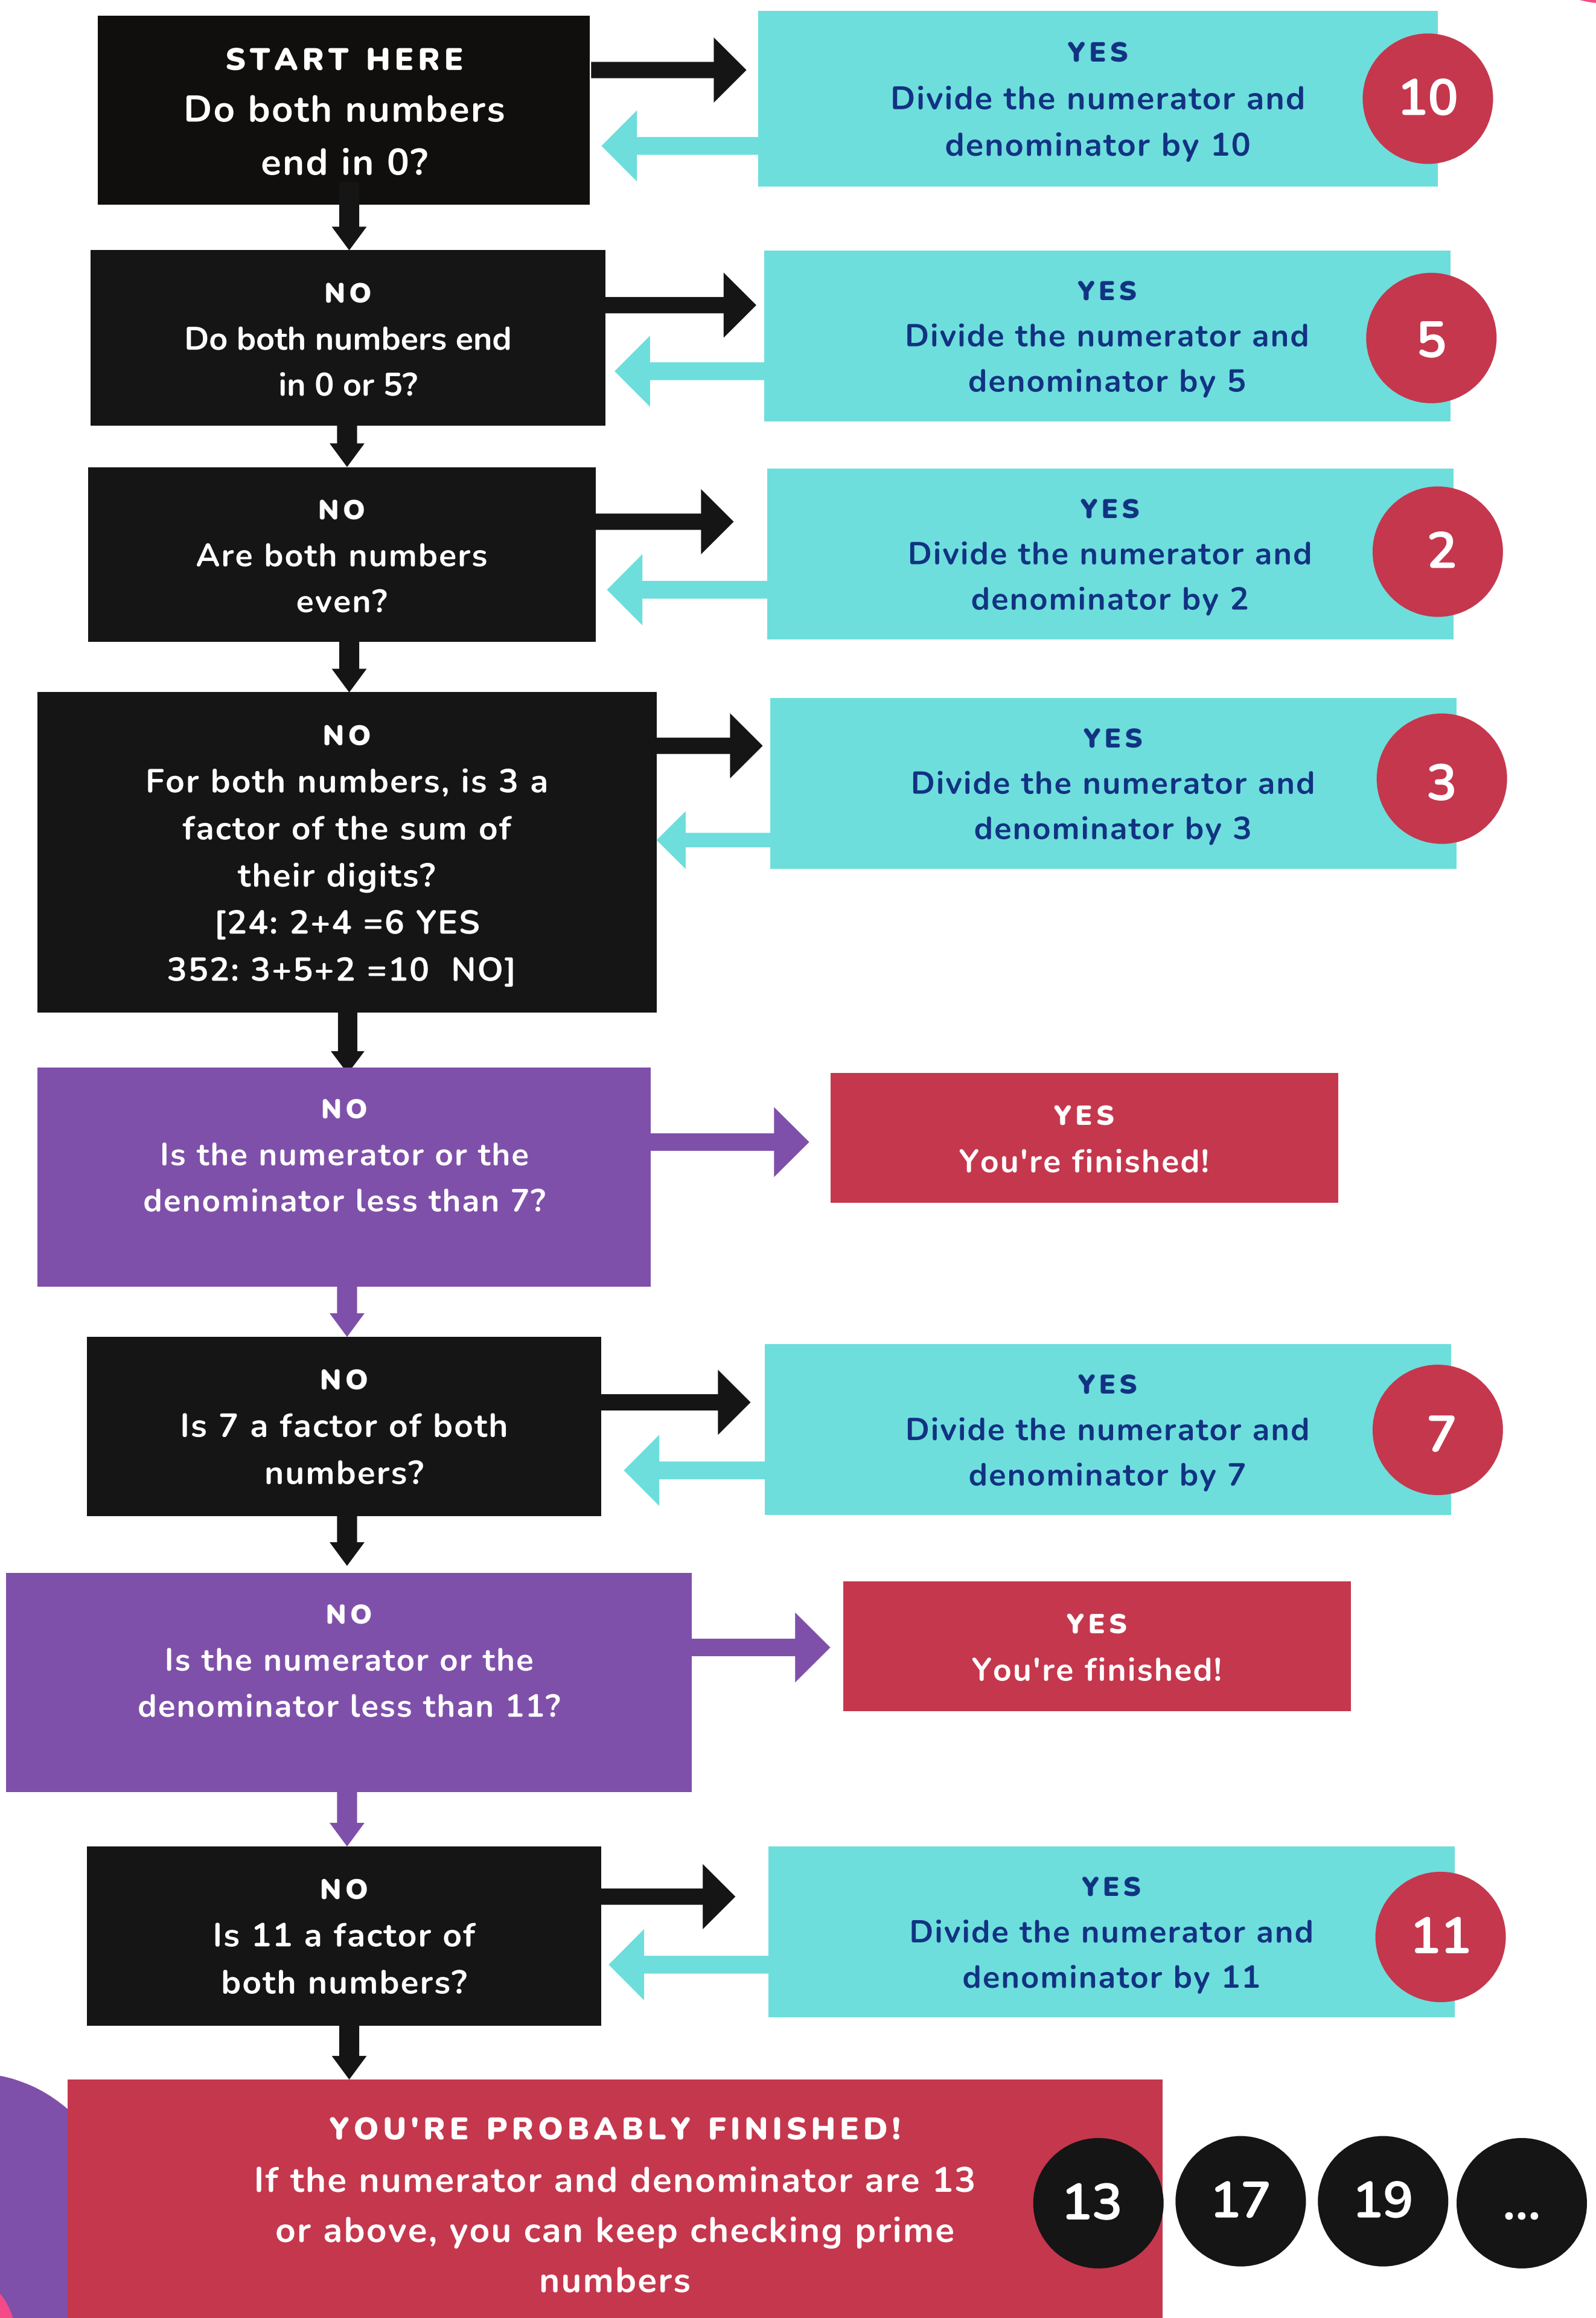 START HERE
Do both numbers
end in 0?
YES
Divide the numerator and
denominator by 10
10
NO
Do both numbers end
in 0 or 5?
YES
Divide the numerator and
denominator by 5
5
NO
Are both numbers
even?
YES
Divide the numerator and
denominator by 2
2
NO
For both numbers, is 3 a
factor of the sum of
their digits?
[24: 2+4 =6 YES
352: 3+5+2 =10 NO]
YES
Divide the numerator and
denominator by 3
3
NO
Is the numerator or the
denominator less than 7?
YES
You're finished!
NO
Is 7 a factor of both
numbers?
YES
Divide the numerator and
denominator by 7
7
NO
Is the numerator or the
denominator less than 11?
YES
You're finished!
NO
Is 11 a factor of
both numbers?
YES
Divide the numerator and
denominator by 11
11
YOU'RE PROBABLY FINISHED!
If the numerator and denominator are 13
or above, you can keep checking prime
numbers
13
17
19
...